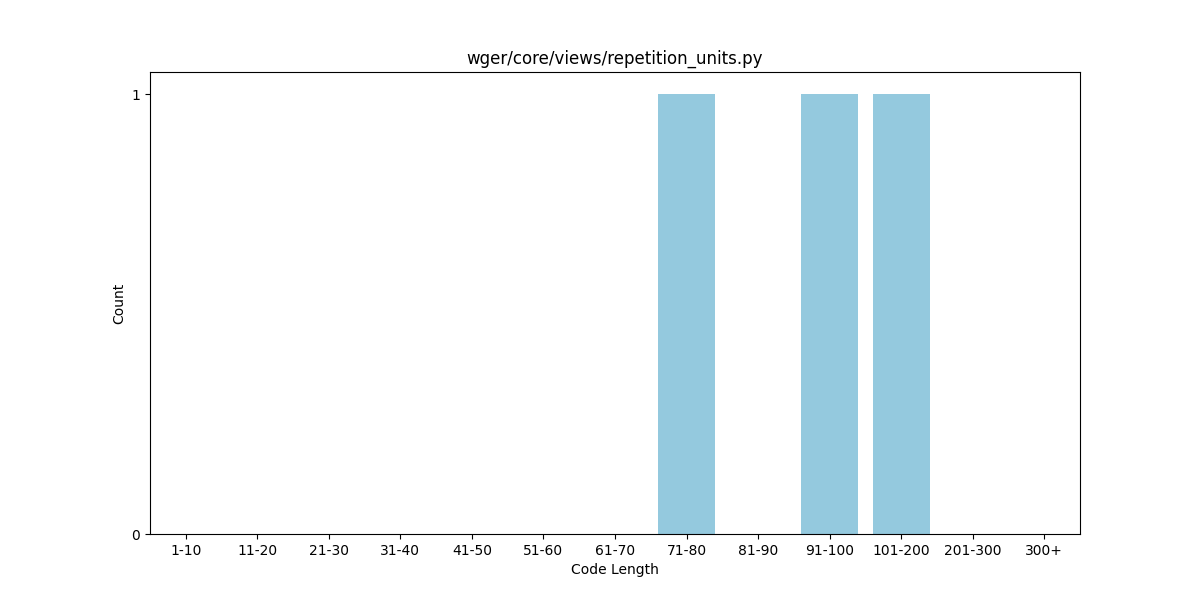 wger/core/views/repetition_units.py
1
0
Count
1-10 11-20 21-30 31-40 41-50 51-60 61-70 71-80 81-90 91-100 101-200 201-300 300+
Code Length